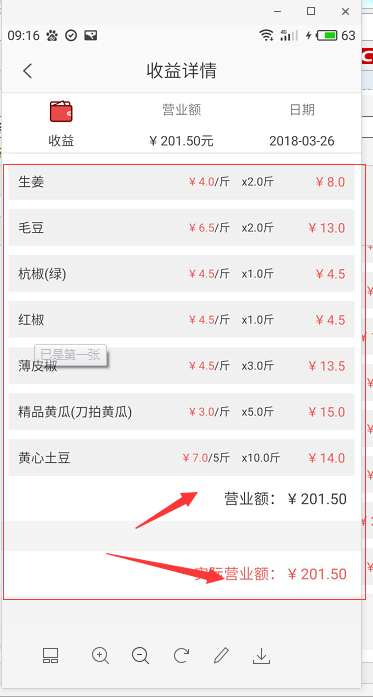 09:16 4G 63
收益详情
营业额 日期
收益 ￥201.50元 2018-03-26
生姜 ￥4.0/斤 x2.0斤 ￥8.0
毛豆 ￥6.5/斤 x2.0斤 ￥13.0
杭椒(绿) ￥4.5/斤 x1.0斤 ￥4.5
红椒 ￥4.5/斤 x1.0斤 ￥4.5
已是第一张
薄皮椒 ￥4.5/斤 x3.0斤 ￥13.5
精品黄瓜(刀拍黄瓜) ￥3.0/斤 x5.0斤 ￥15.0
黄心土豆 ￥7.0/5斤 x10.0斤 ￥14.0
营业额：￥201.50
实际营业额：￥201.50